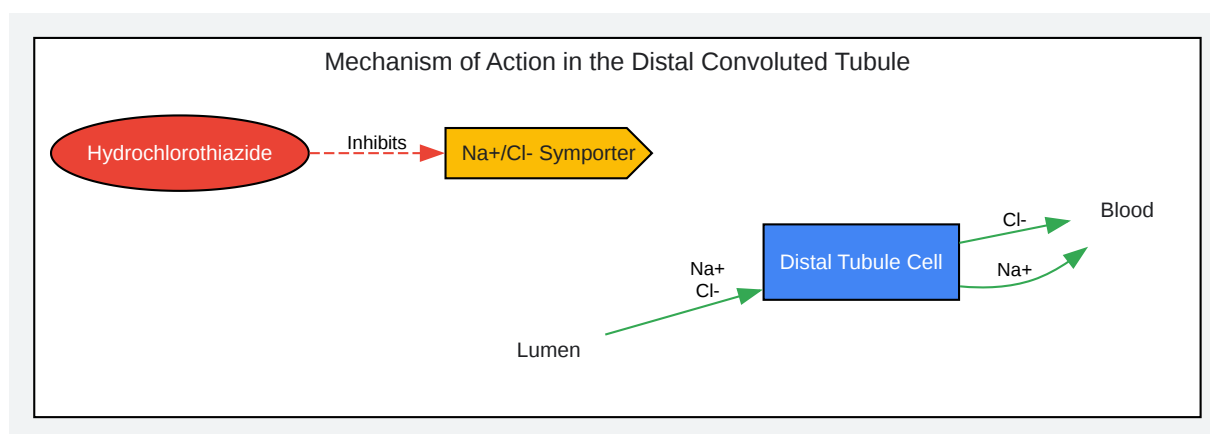 Mechanism of Action in the Distal Convoluted Tubule
Hydrochlorothiazide
Inhibits
Na+/Cl- Symporter
Lumen
Na+
Cl-
Distal Tubule Cell
Cl-
Na+
Blood